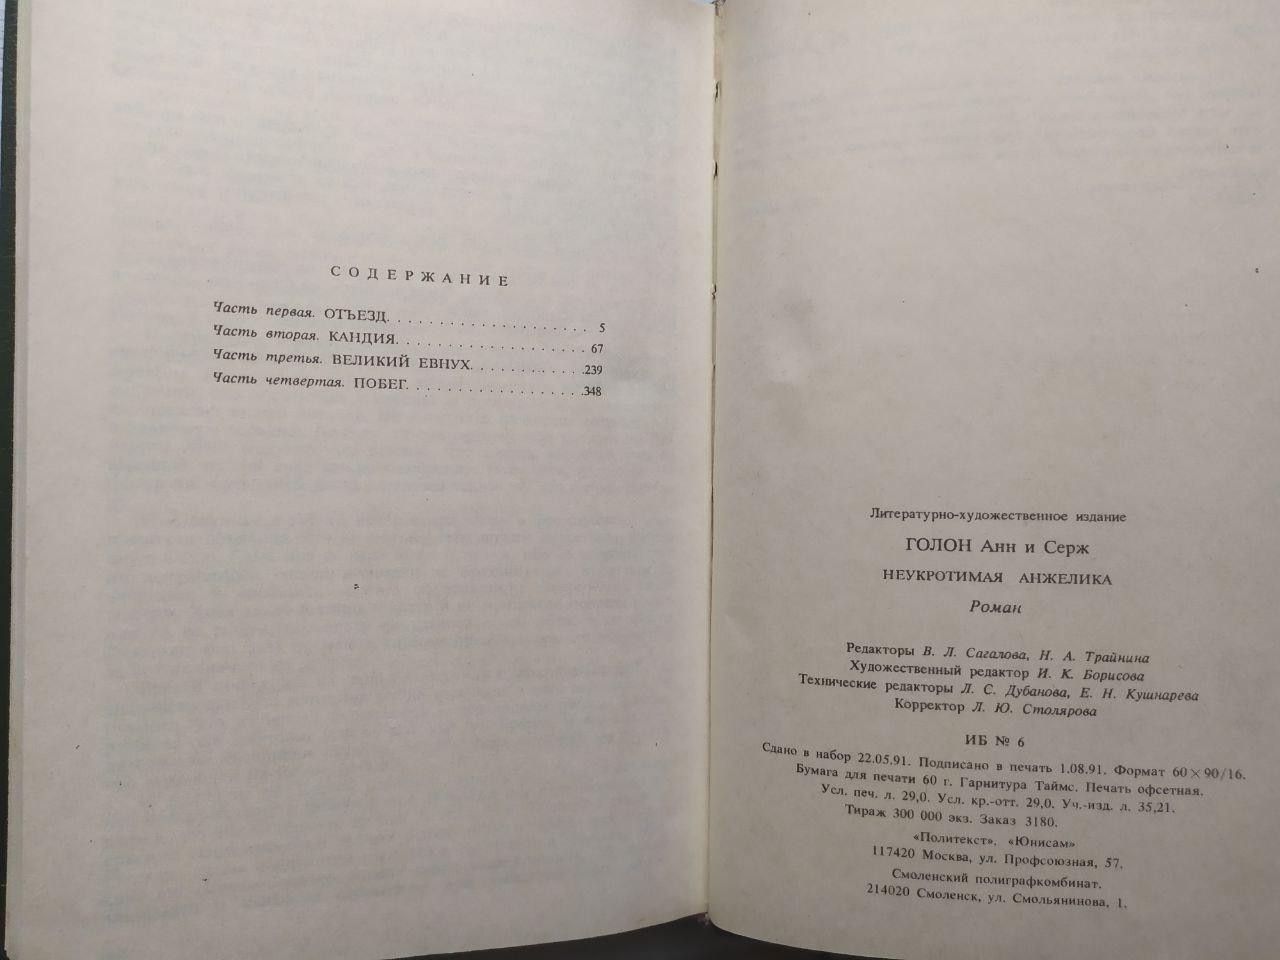 СОДЕРЖАНИЕ
Часть первая. ОТЪЕЗД. . . . . . . . . . . . . . . . . . 5
Часть вторая. КАНДИЯ. . . . . . . . . . . . . . . . . . 67
Часть третья. ВЕЛИКИЙ ЕВНУХ. . . . . . . . . . .239
Часть четвертая. ПОБЕГ. . . . . . . . . . . . . . . . .348
Литературно-художественное издание
ГОЛОН Анн и Серж
НЕУКРОТИМАЯ АНЖЕЛИКА
Роман
Редакторы В. Л. Сагалова, Н. А. Трайнина
Художественный редактор И. К. Борисова
Технические редакторы Л. С. Дубанова, Е. Н. Кушнарева
Корректор Л. Ю. Столярова
ИБ № 6
Сдано в набор 22.05.91. Подписано в печать 1.08.91. Формат 60×90/16.
Бумага для печати 60 г. Гарнитура Таймс. Печать офсетная.
Усл. печ. л. 29,0. Усл. кр.-отт. 29,0. Уч.-изд. л. 35,21.
Тираж 300 000 экз. Заказ 3180.
«Политекст». «Юнисам»
117420 Москва, ул. Профсоюзная, 57.
Смоленский полиграфкомбинат.
214020 Смоленск, ул. Смольянинова, 1.